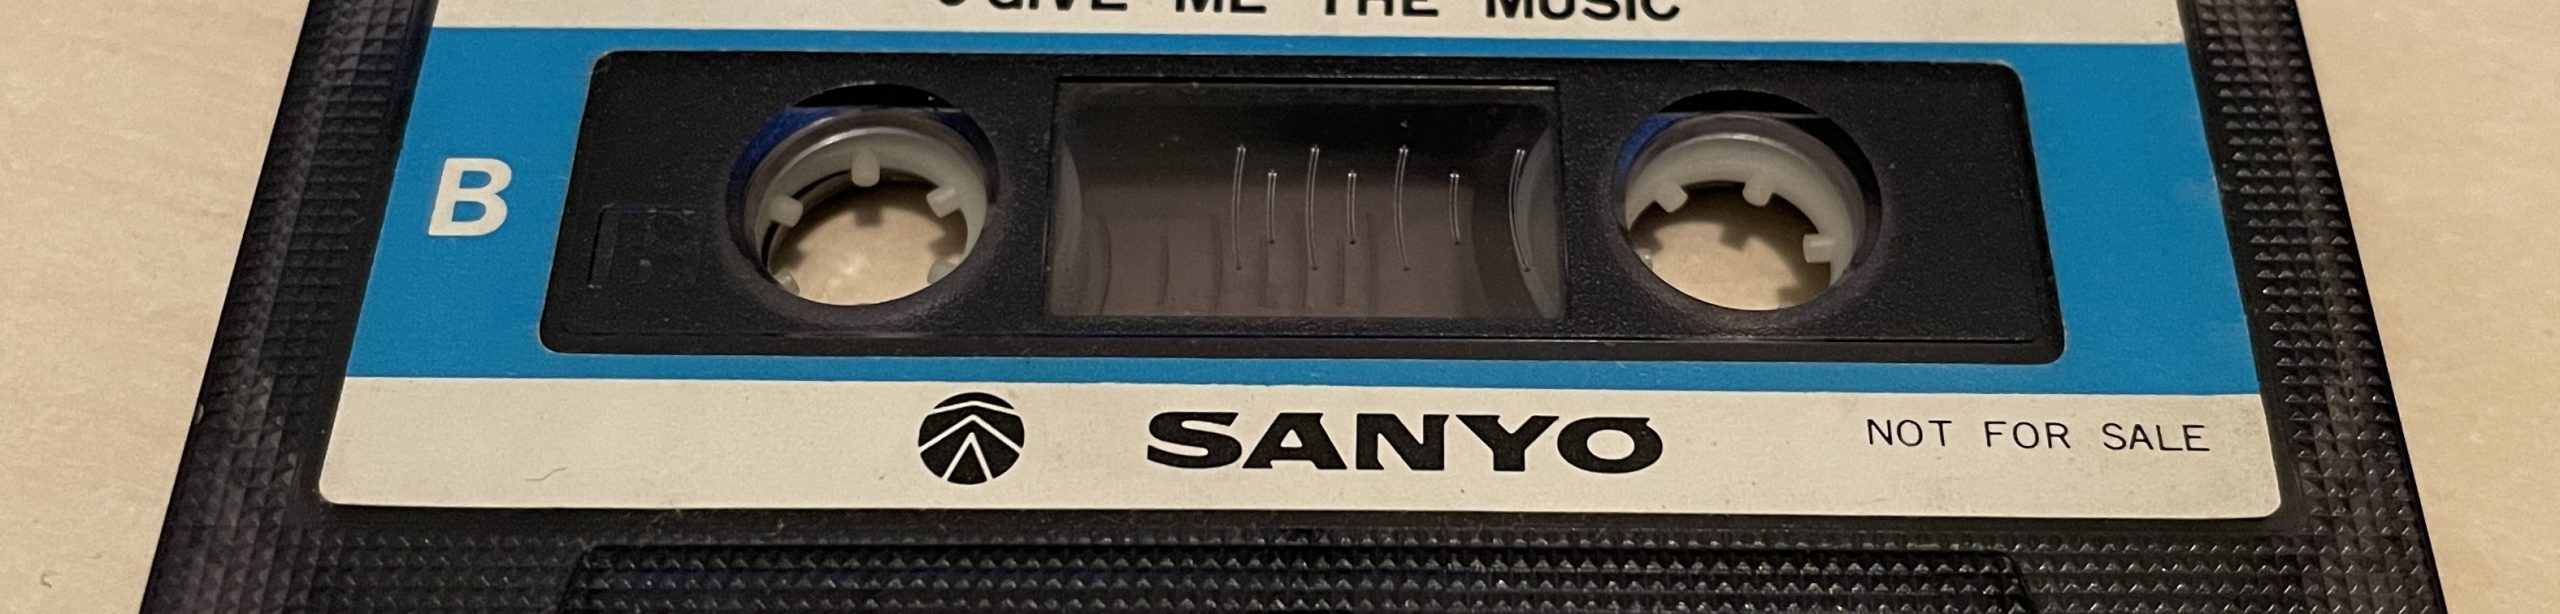 GIVE ME THE MUSIC
B
SANYO
NOT FOR SALE